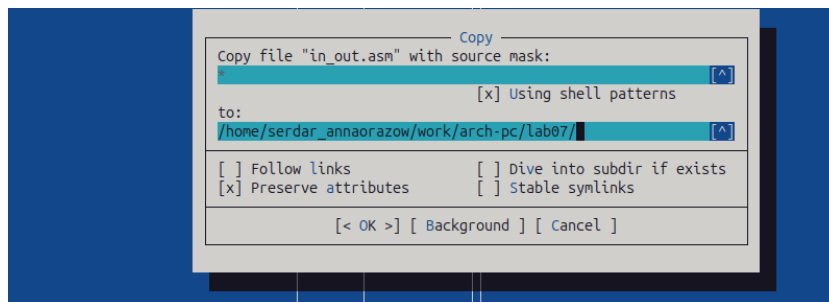 Copy
Copy file "in_out.asm" with source mask:
* [^]
[x] Using shell patterns
to:
/home/serdar_annaorazow/work/arch-pc/lab07/ [^]
[ ] Follow links [ ] Dive into subdir if exists
[x] Preserve attributes [ ] Stable symlinks
[< OK >] [ Background ] [ Cancel ]